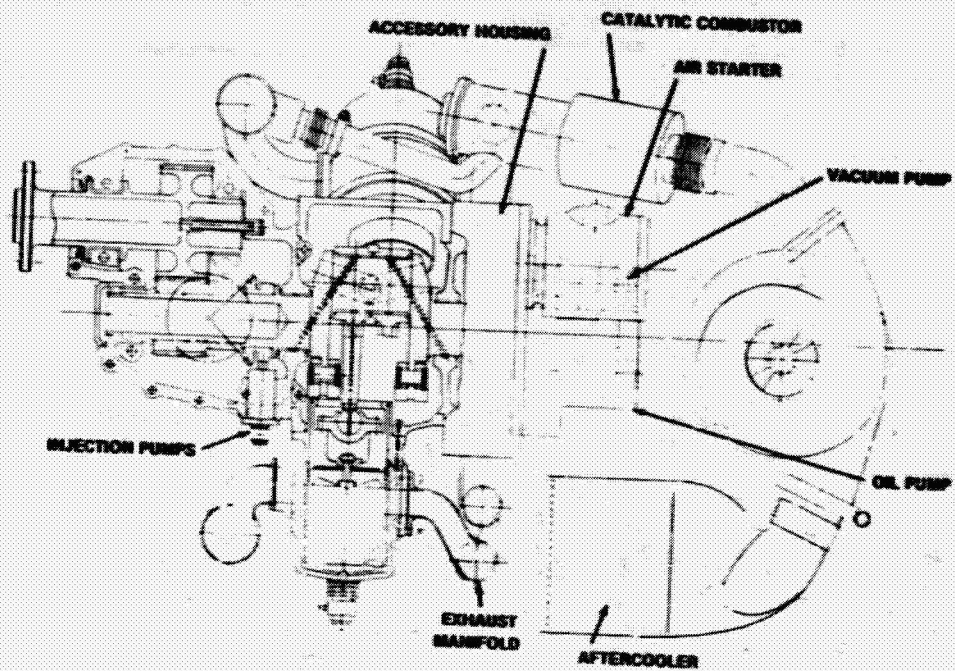 CATALYTIC COMBUSTOR
ACCESSORY HOUSING
AIR STARTER
VACUUM PUMP
INJECTION PUMPS
OIL PUMP
EXHAUST
MANIFOLD
AFTERCOOLER